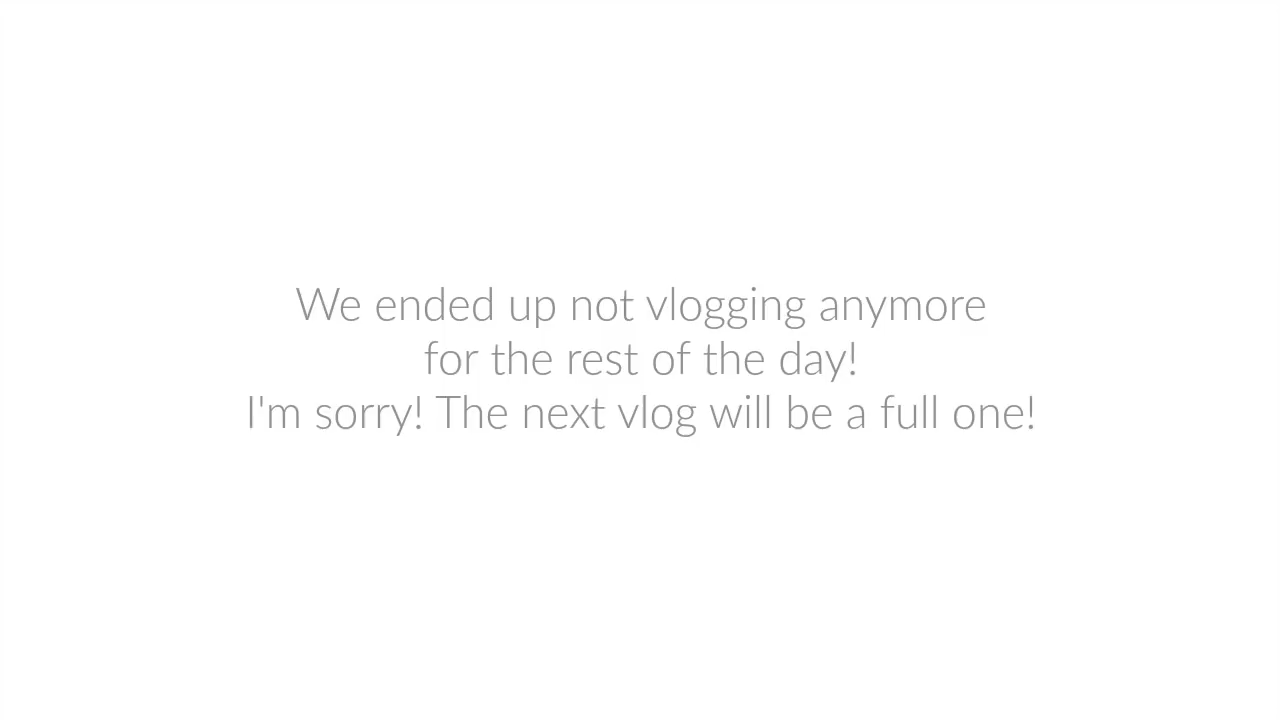 We ended up not vlogging anymore
for the rest of the day!
I'm sorry! The next vlog will be a full one!